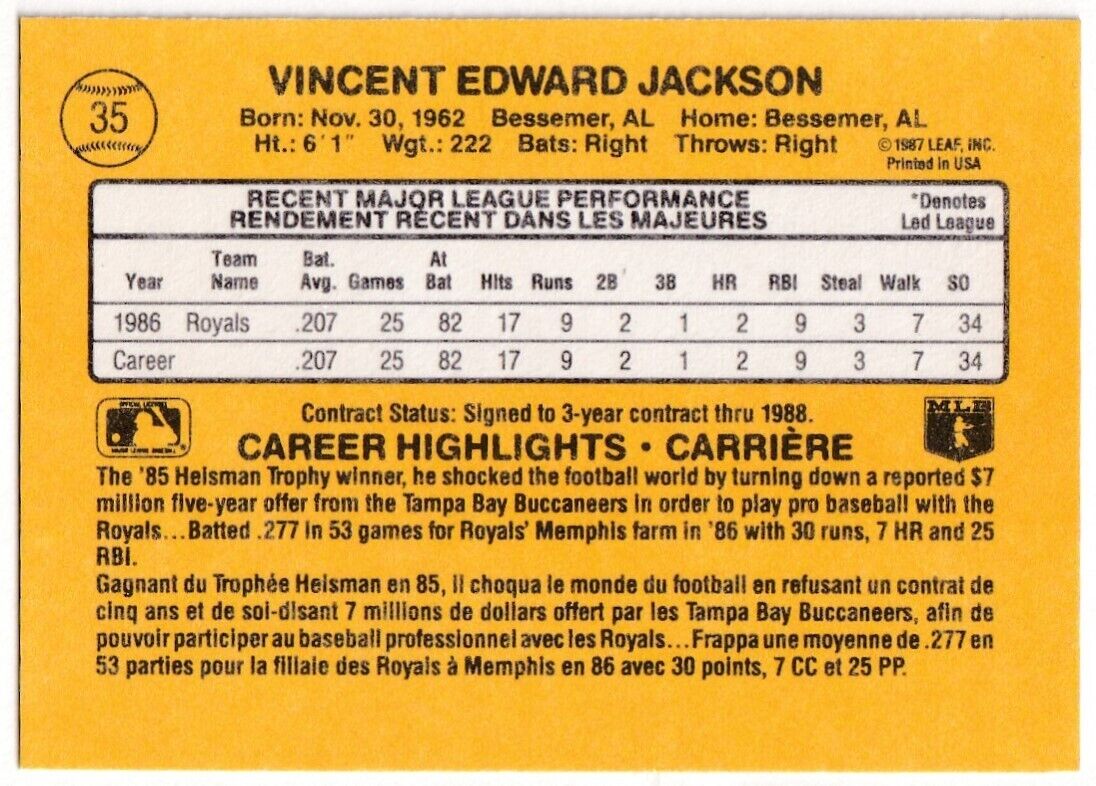 35
VINCENT EDWARD JACKSON
Born: Nov. 30, 1962 Bessemer, AL Home: Bessemer, AL
Ht.: 6'1" Wgt.: 222 Bats: Right Throws: Right
©1987 LEAF, INC.
Printed in USA
RECENT MAJOR LEAGUE PERFORMANCE
RENDEMENT RÉCENT DANS LES MAJEURES
*Denotes
Led League
Year Team Name Bat. Avg. Games At Bat Hits Runs 2B 3B HR RBI Steal Walk SO
1986 Royals .207 25 82 17 9 2 1 2 9 3 7 34
Career .207 25 82 17 9 2 1 2 9 3 7 34
Contract Status: Signed to 3-year contract thru 1988.
MLB
CAREER HIGHLIGHTS • CARRIÈRE
The '85 Heisman Trophy winner, he shocked the football world by turning down a reported $7
million five-year offer from the Tampa Bay Buccaneers in order to play pro baseball with the
Royals...Batted .277 in 53 games for Royals' Memphis farm in '86 with 30 runs, 7 HR and 25
RBI.
Gagnant du Trophée Heisman en 85, il choqua le monde du football en refusant un contrat de
cinq ans et de soi-disant 7 millions de dollars offert par les Tampa Bay Buccaneers, afin de
pouvoir participer au baseball professionnel avec les Royals...Frappa une moyenne de .277 en
53 parties pour la filiale des Royals à Memphis en 86 avec 30 points, 7 CC et 25 PP.